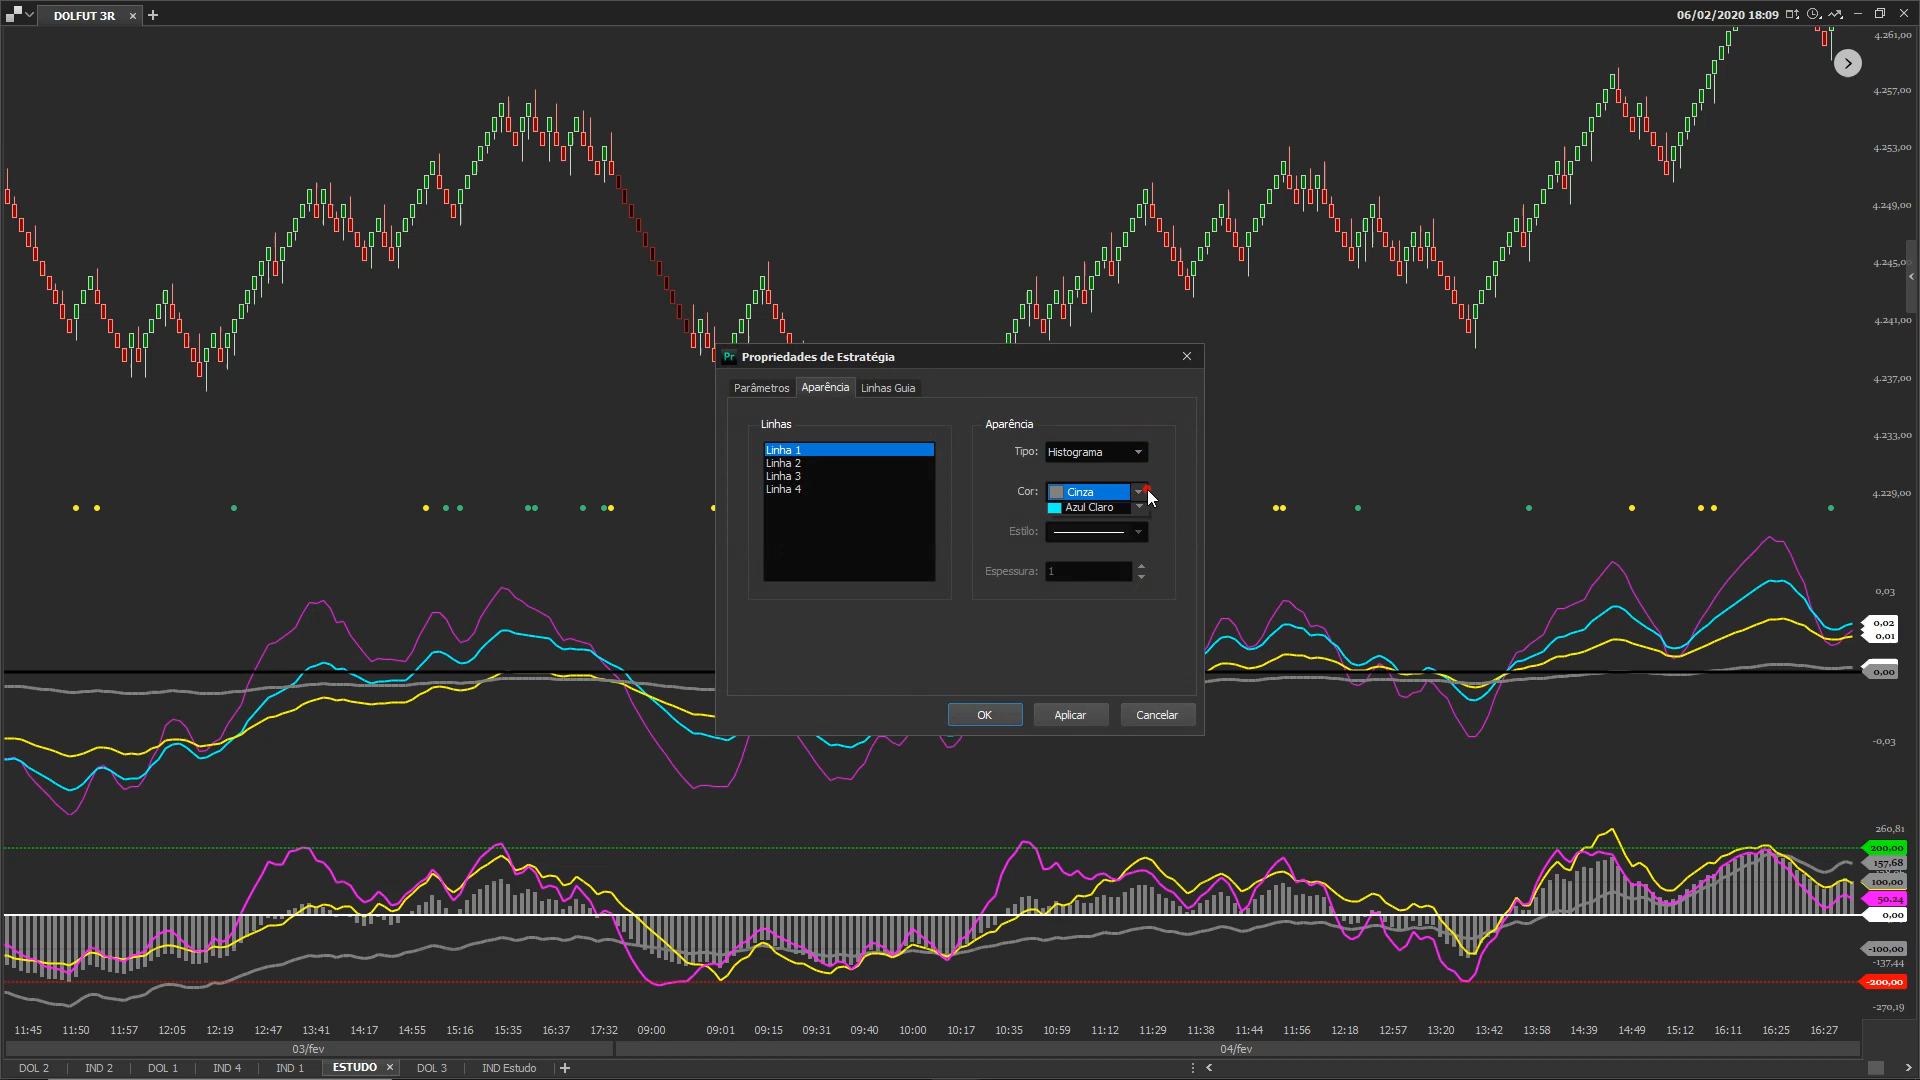 DOLFUT 3R
06/02/2020 18:09
4.261,00
4.257,00
4.253,00
4.249,00
4.245,00
4.241,00
4.237,00
4.233,00
4.229,00
Pr Propriedades de Estratégia
Parâmetros Aparência Linhas Guia
Linhas
Linha 1
Linha 2
Linha 3
Linha 4
Aparência
Tipo: Histograma
Cor: Cinza
Azul Claro
Estilo:
Espessura: 1
OK Aplicar Cancelar
0,03
0,02
0,01
0,00
-0,03
260,81
200,00
157,68
100,00
50,24
0,00
-100,00
-137,44
-200,00
-270,19
11:45 11:50 11:57 12:05 12:19 12:47 13:41 14:17 14:55 15:16 15:35 16:37 17:32 09:00 09:01 09:15 09:31 09:40 10:00 10:17 10:35 10:59 11:12 11:29 11:38 11:44 11:56 12:18 12:57 13:20 13:42 13:58 14:39 14:49 15:12 16:11 16:25 16:27
03/fev 04/fev
DOL 2 IND 2 DOL 1 IND 4 IND 1 ESTUDO DOL 3 IND Estudo